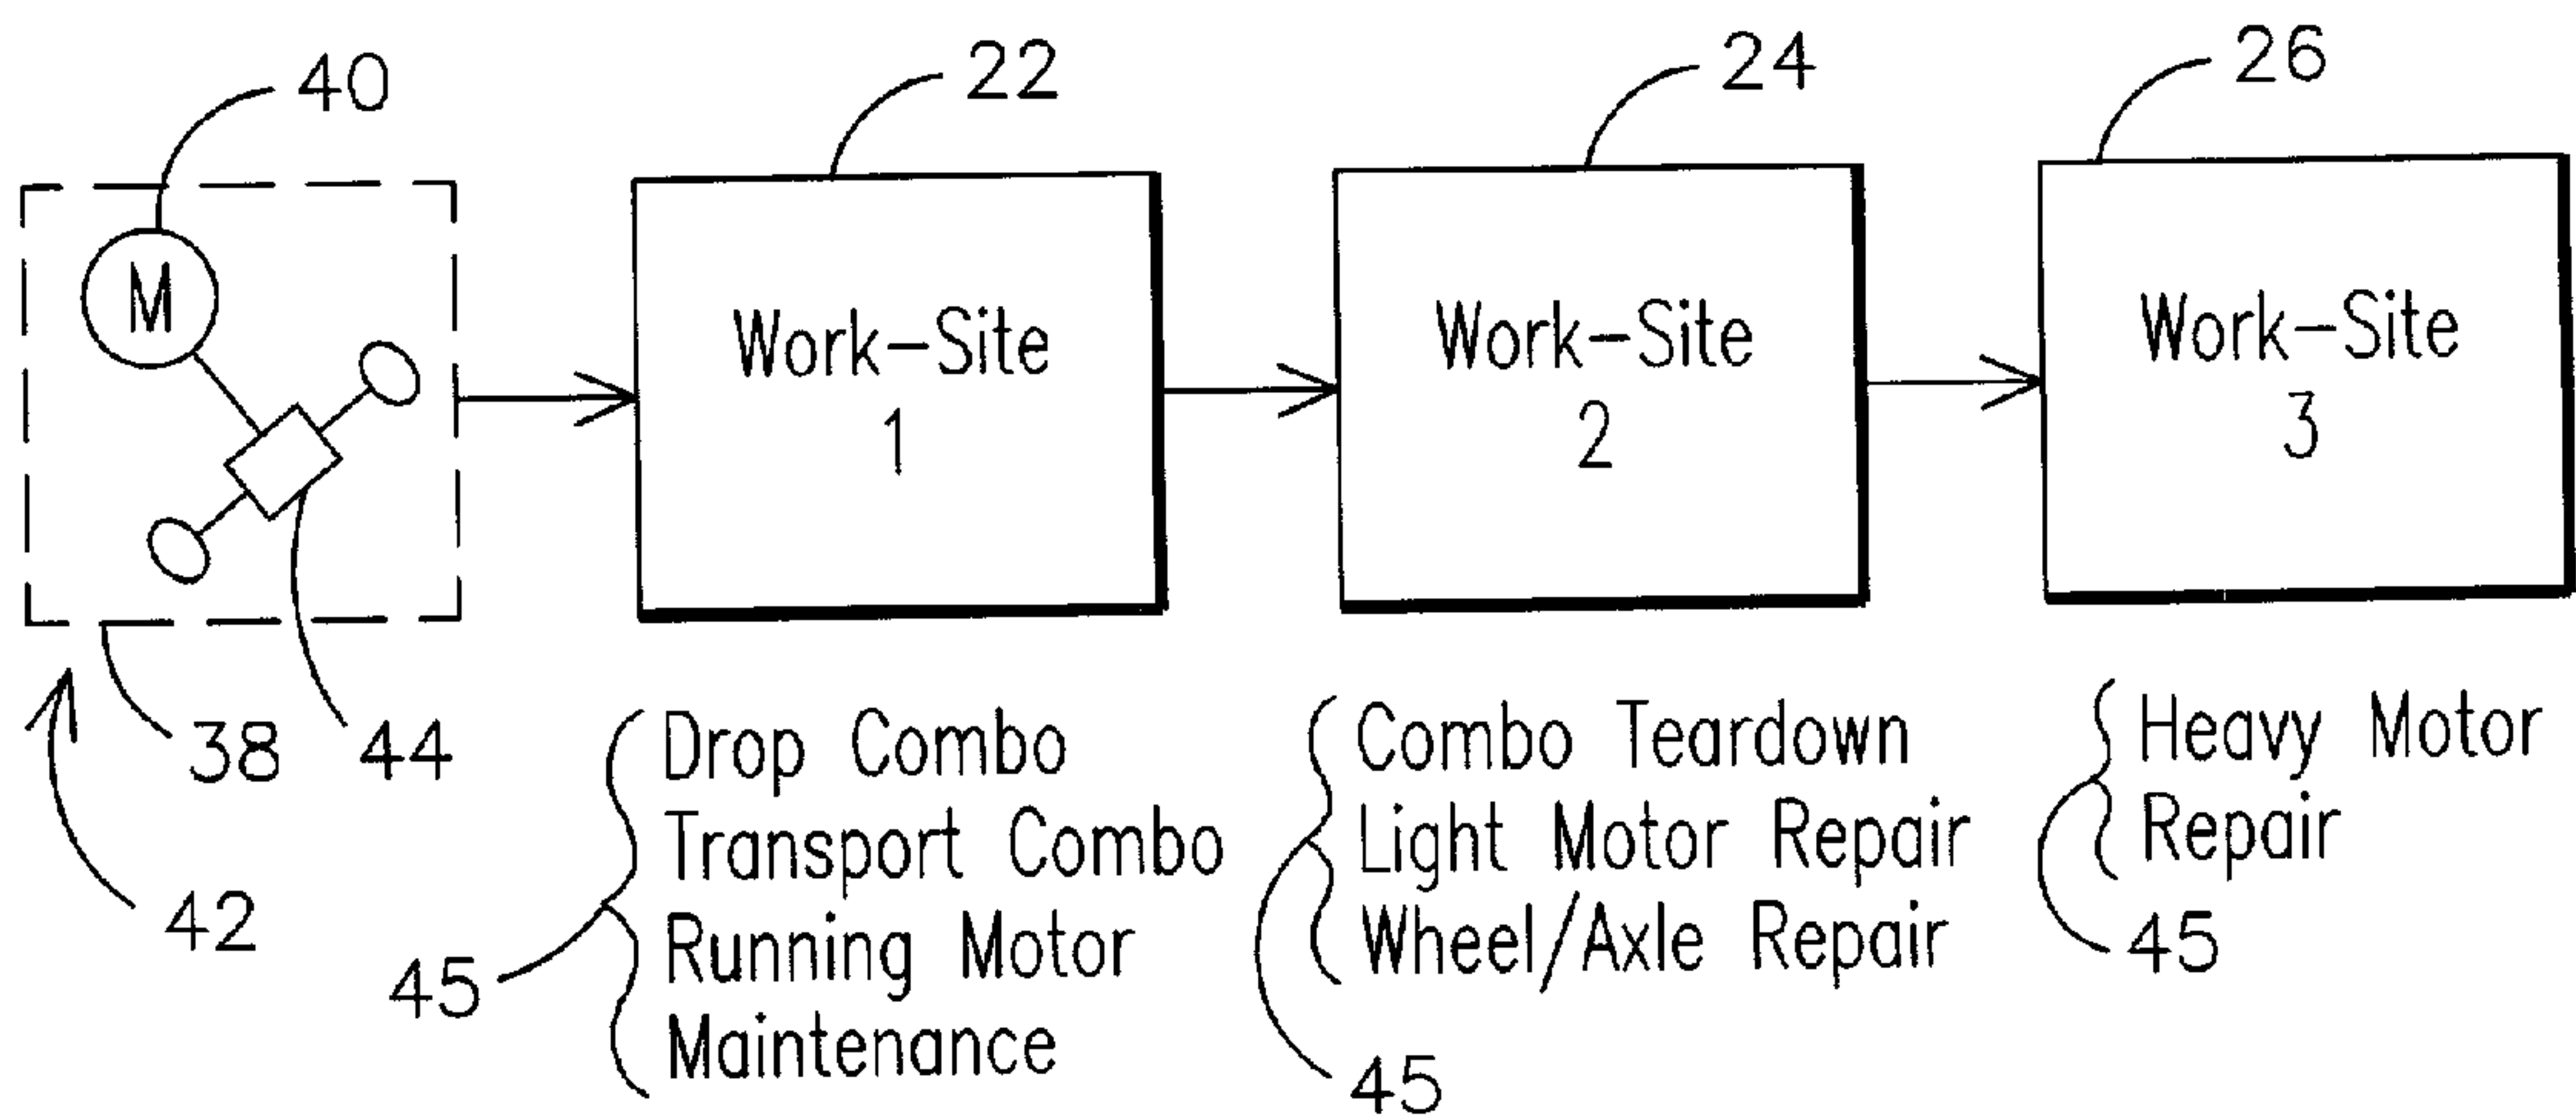 40
22
24
26
M
Work-Site
1
Work-Site
2
Work-Site
3
38
44
42
45
Drop Combo
Transport Combo
Running Motor
Maintenance
45
Combo Teardown
Light Motor Repair
Wheel/Axle Repair
45
Heavy Motor
Repair